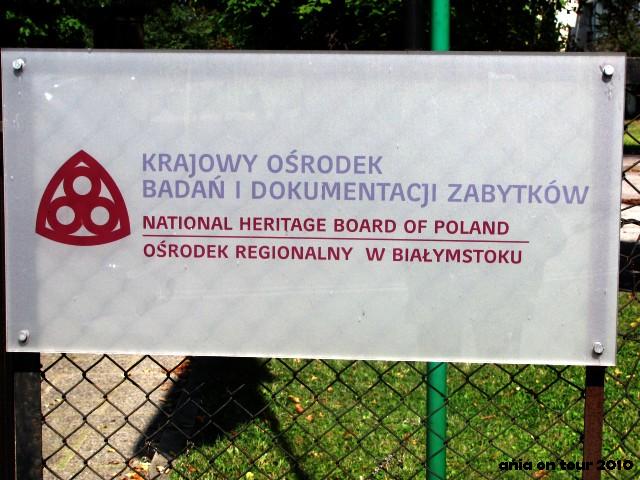 KRAJOWY OŚRODEK
BADAŃ I DOKUMENTACJI ZABYTKÓW
NATIONAL HERITAGE BOARD OF POLAND
OŚRODEK REGIONALNY W BIAŁYMSTOKU
ania on tour 2010